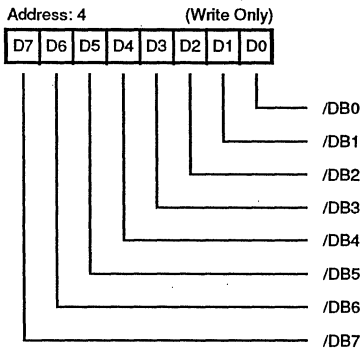 Address: 4 (Write Only)
D7 D6 D5 D4 D3 D2 D1 D0
/DB0
/DB1
/DB2
/DB3
/DB4
/DB5
/DB6
/DB7